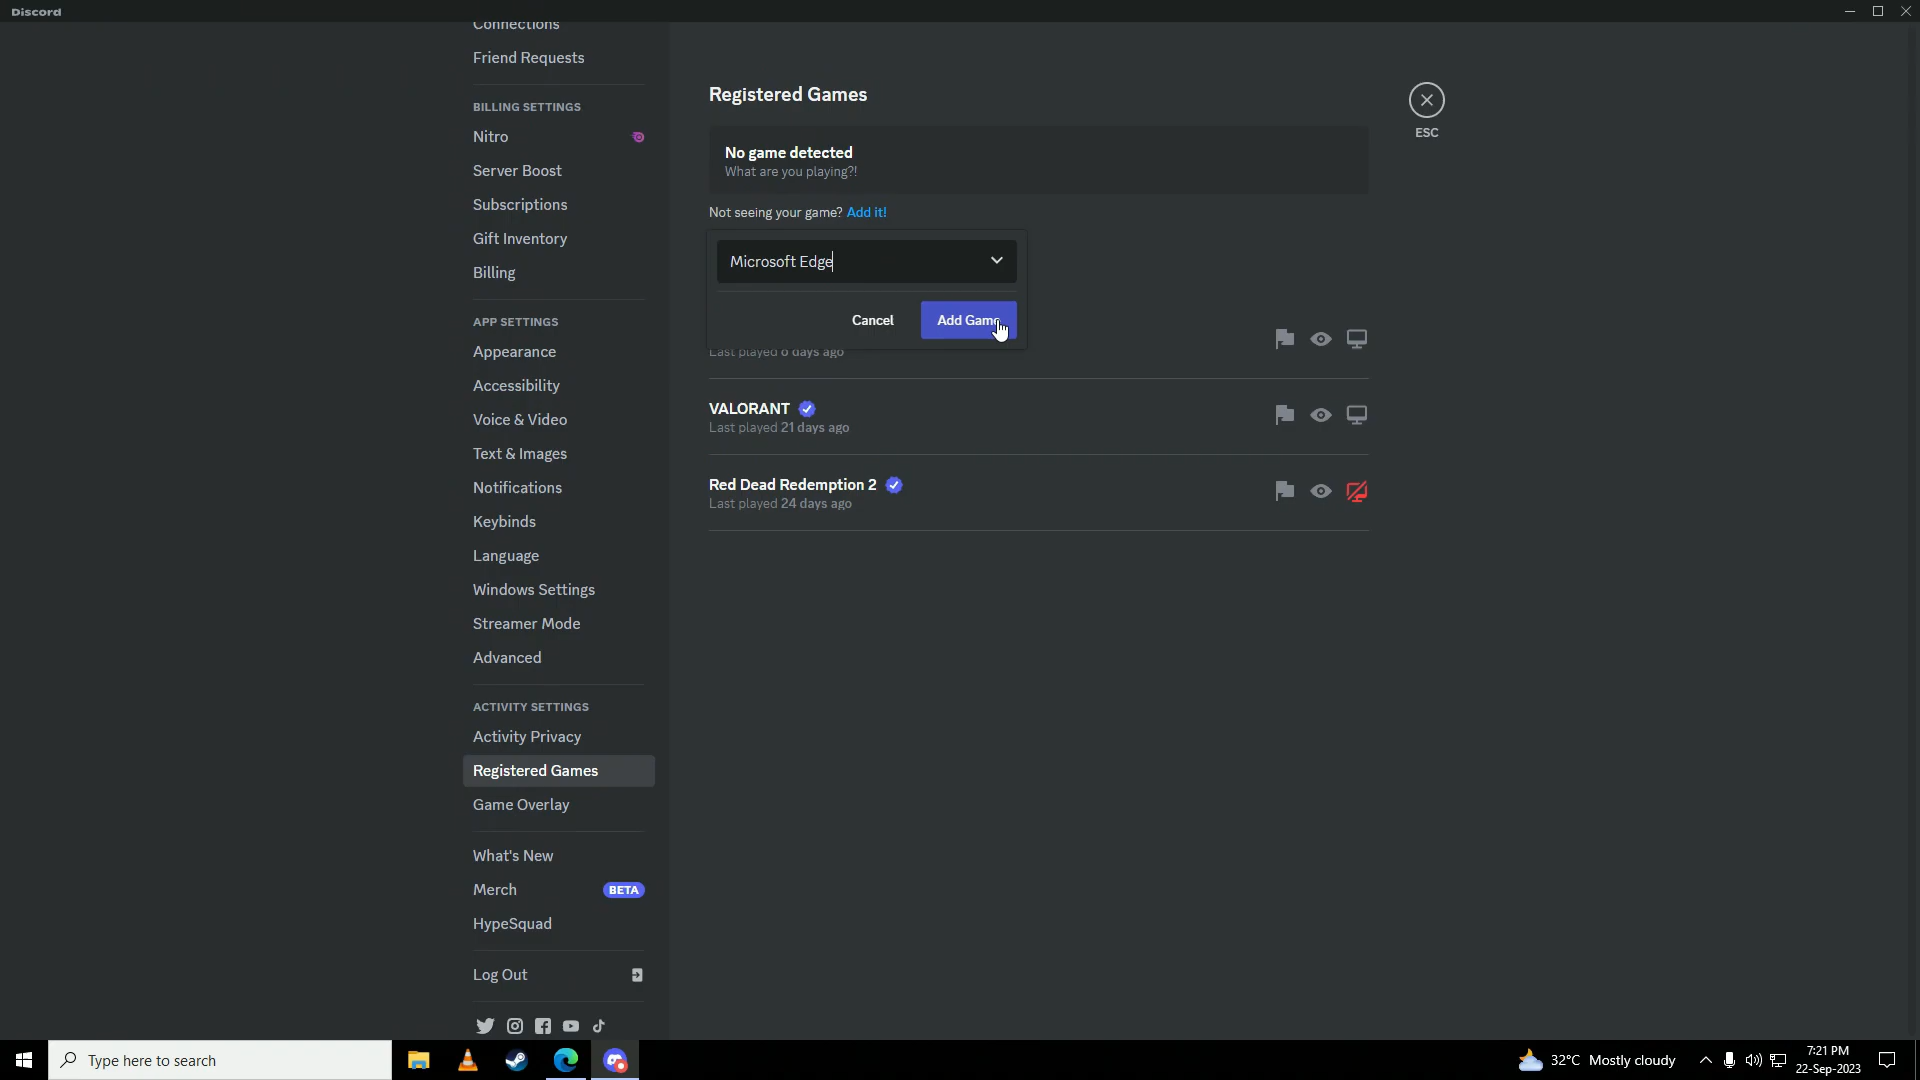 Discord
Connections
Friend Requests
BILLING SETTINGS
Nitro
Server Boost
Subscriptions
Gift Inventory
Billing
APP SETTINGS
Appearance
Accessibility
Voice & Video
Text & Images
Notifications
Keybinds
Language
Windows Settings
Streamer Mode
Advanced
ACTIVITY SETTINGS
Activity Privacy
Registered Games
Game Overlay
What's New
Merch BETA
HypeSquad
Log Out
Registered Games
ESC
No game detected
What are you playing?!
Not seeing your game? Add it!
Microsoft Edge
Cancel Add Game
Last played days ago
VALORANT
Last played 21 days ago
Red Dead Redemption 2
Last played 24 days ago
Type here to search
32°C Mostly cloudy
7:21 PM
22-Sep-2023